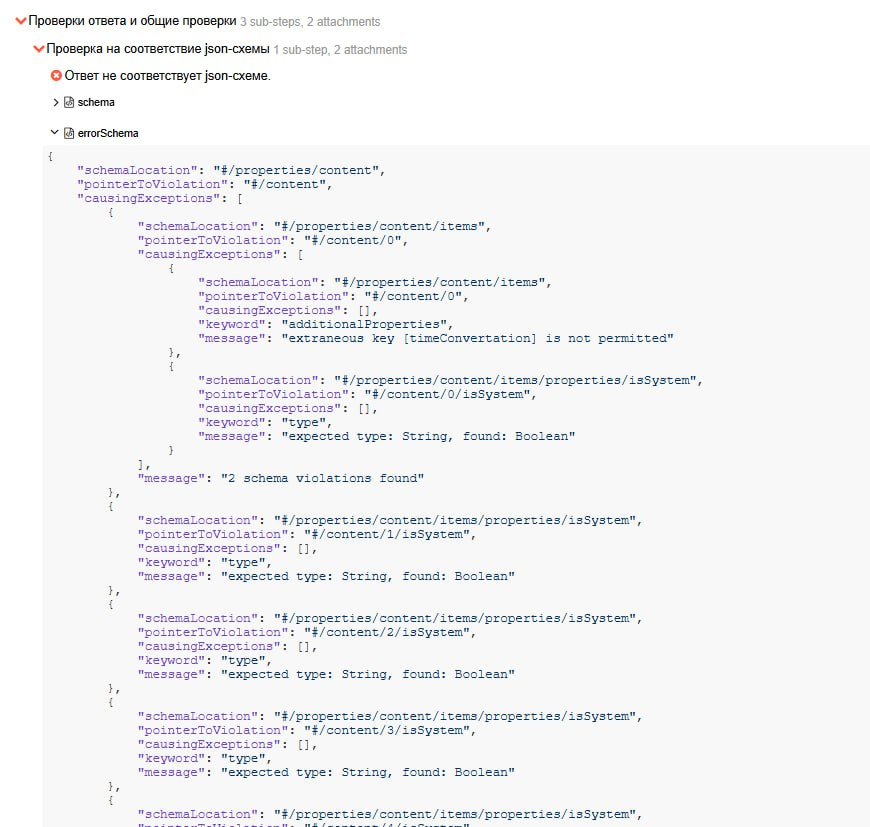 Проверки ответа и общие проверки 3 sub-steps, 2 attachments
Проверка на соответствие json-схемы 1 sub-step, 2 attachments
Ответ не соответствует json-схеме.
schema
errorSchema
{
"schemaLocation": "#/properties/content",
"pointerToViolation": "#/content",
"causingExceptions": [
{
"schemaLocation": "#/properties/content/items",
"pointerToViolation": "#/content/0",
"causingExceptions": [
{
"schemaLocation": "#/properties/content/items",
"pointerToViolation": "#/content/0",
"causingExceptions": [],
"keyword": "additionalProperties",
"message": "extraneous key [timeConvertation] is not permitted"
},
{
"schemaLocation": "#/properties/content/items/properties/isSystem",
"pointerToViolation": "#/content/0/isSystem",
"causingExceptions": [],
"keyword": "type",
"message": "expected type: String, found: Boolean"
}
],
"message": "2 schema violations found"
},
{
"schemaLocation": "#/properties/content/items/properties/isSystem",
"pointerToViolation": "#/content/1/isSystem",
"causingExceptions": [],
"keyword": "type",
"message": "expected type: String, found: Boolean"
},
{
"schemaLocation": "#/properties/content/items/properties/isSystem",
"pointerToViolation": "#/content/2/isSystem",
"causingExceptions": [],
"keyword": "type",
"message": "expected type: String, found: Boolean"
},
{
"schemaLocation": "#/properties/content/items/properties/isSystem",
"pointerToViolation": "#/content/3/isSystem",
"causingExceptions": [],
"keyword": "type",
"message": "expected type: String, found: Boolean"
},
{
"schemaLocation": "#/properties/content/items/properties/isSystem",